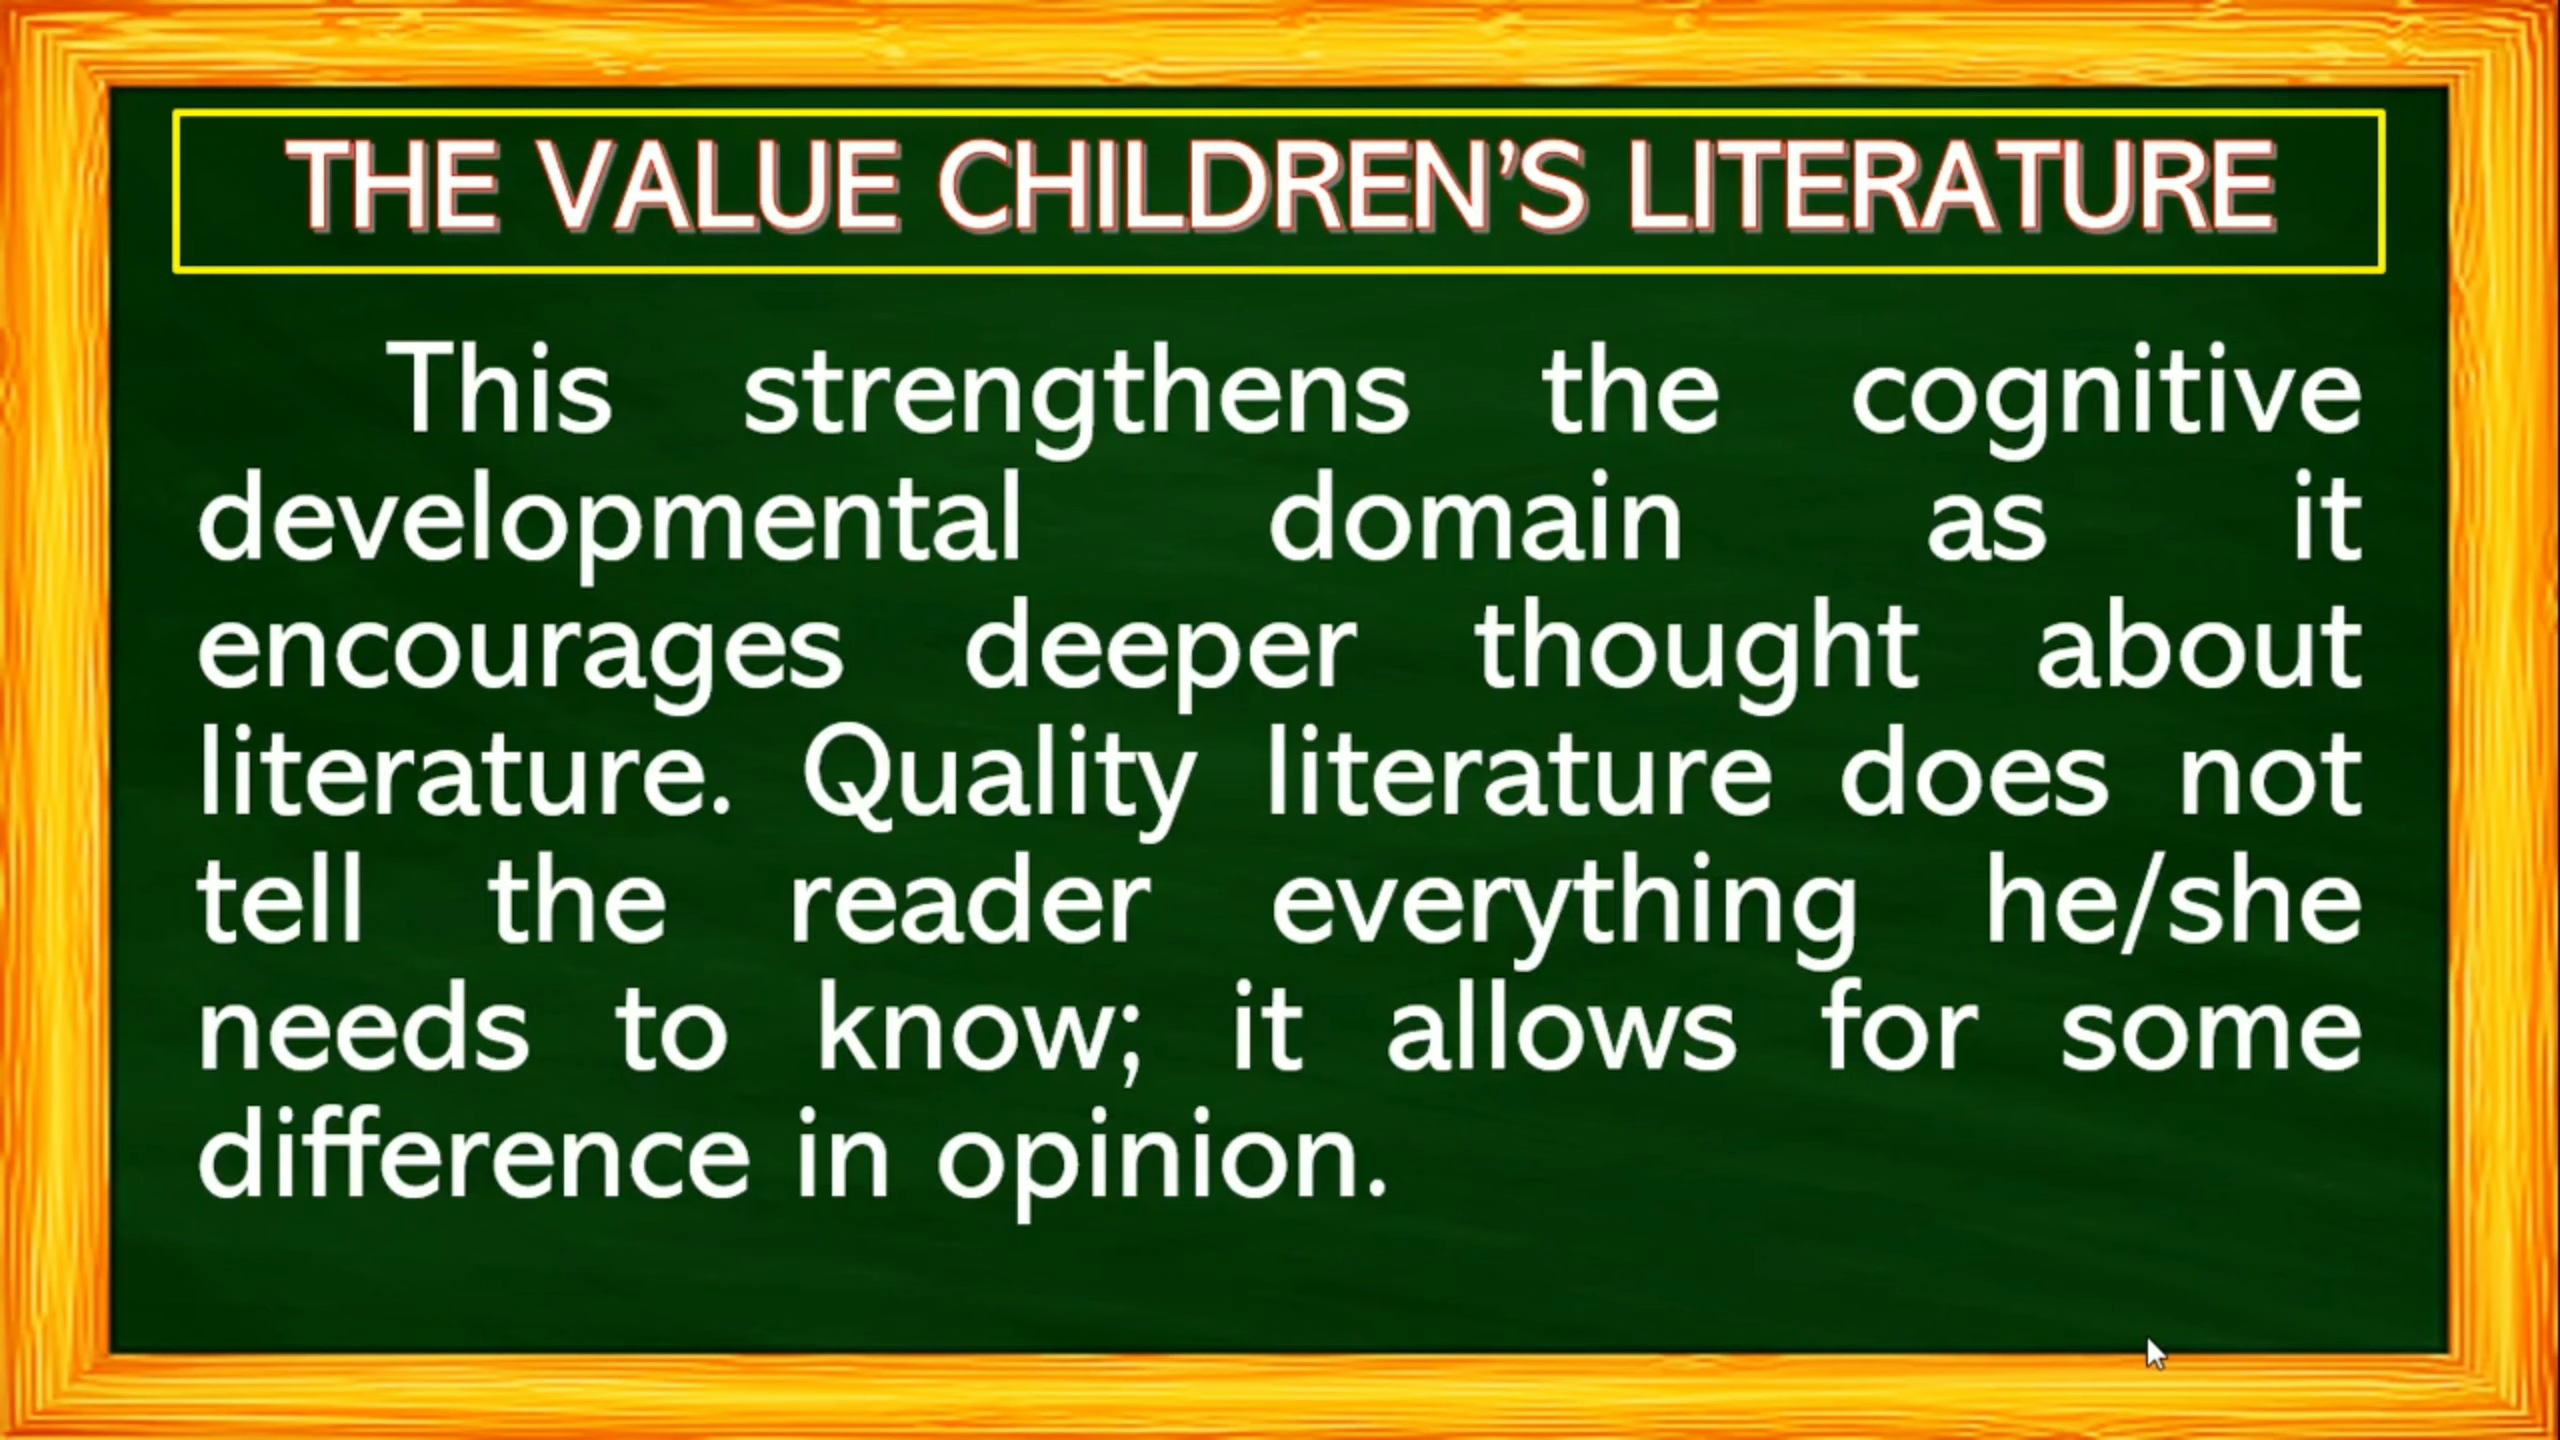 THE VALUE CHILDREN’S LITERATURE
This strengthens the cognitive
developmental domain as it
encourages deeper thought about
literature. Quality literature does not
tell the reader everything he/she
needs to know; it allows for some
difference in opinion.